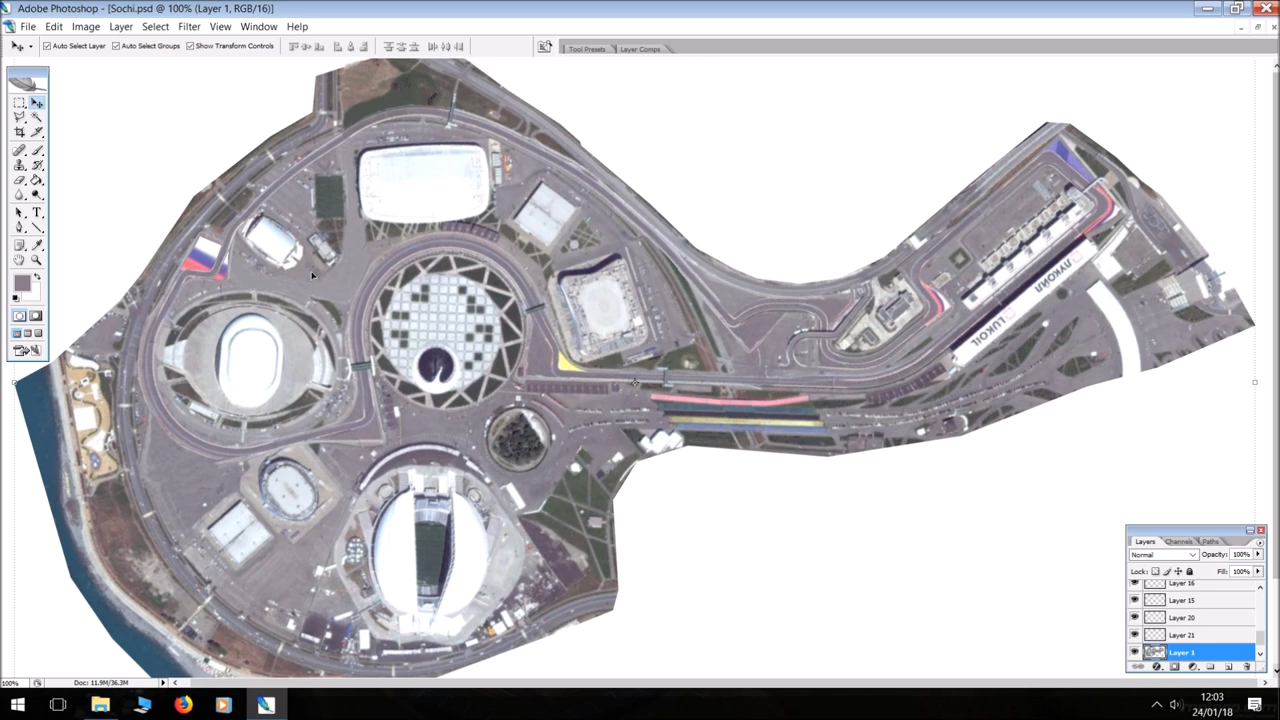 Adobe Photoshop - [Sochi.psd @ 100% (Layer 1, RGB/16)]
File Edit Image Layer Select Filter View Window Help
Auto Select Layer Auto Select Groups Show Transform Controls
Tool Presets Layer Comps
ЛУКОЙЛ
LUKOIL
Layers Channels Paths
Normal Opacity: 100%
Lock: Fill: 100%
Layer 16
Layer 15
Layer 20
Layer 21
Layer 1
100% Doc: 11.9M/36.3M
12:03
24/01/18